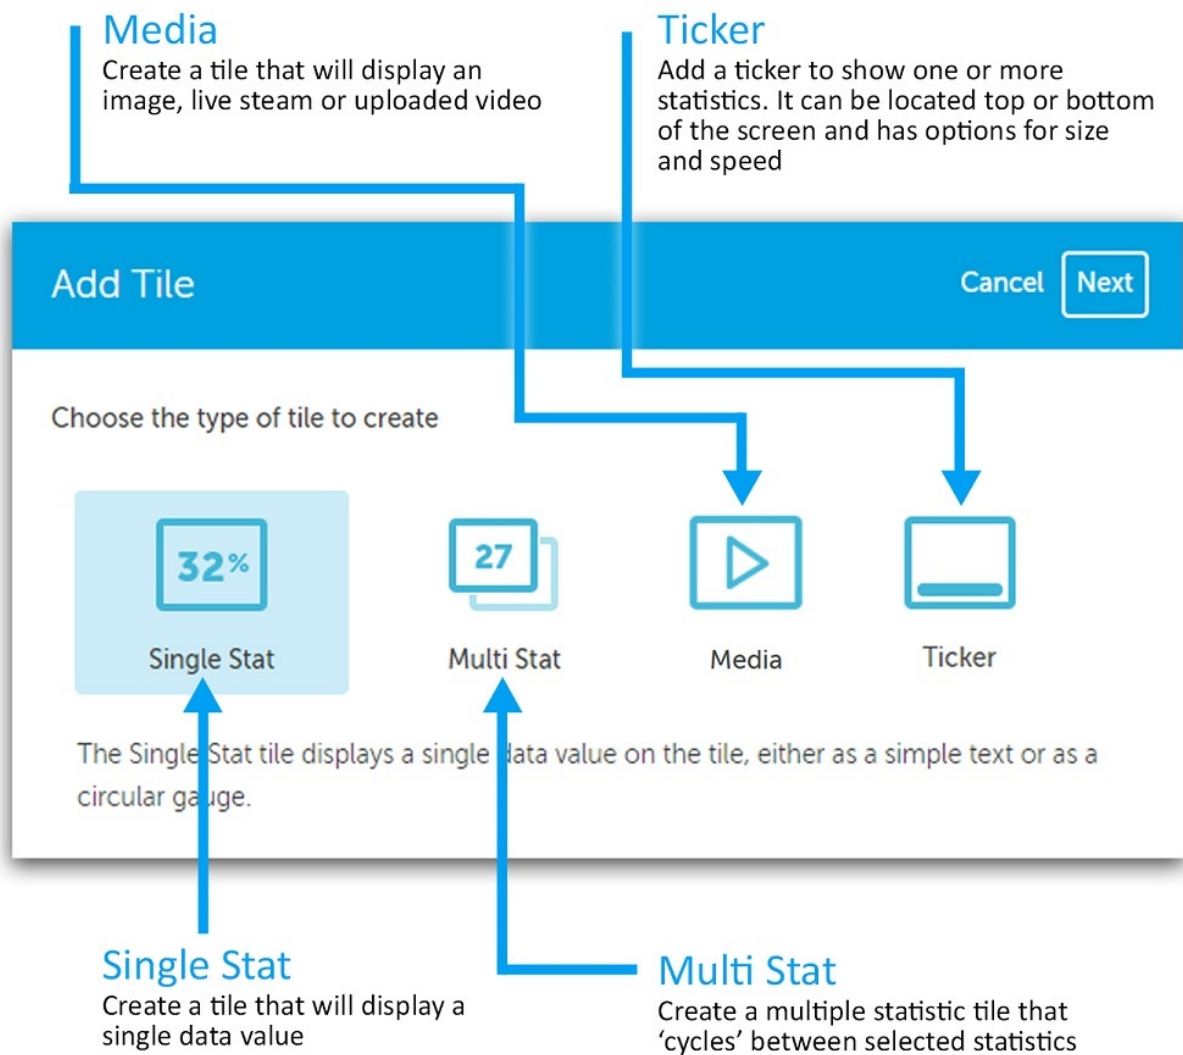 Media
Create a tile that will display an
image, live steam or uploaded video
Ticker
Add a ticker to show one or more
statistics. It can be located top or bottom
of the screen and has options for size
and speed
Add Tile
Cancel
Next
Choose the type of tile to create
32%
27
Single Stat
Multi Stat
Media
Ticker
The Single Stat tile displays a single data value on the tile, either as a simple text or as a
circular gauge.
Single Stat
Create a tile that will display a
single data value
Multi Stat
Create a multiple statistic tile that
‘cycles’ between selected statistics